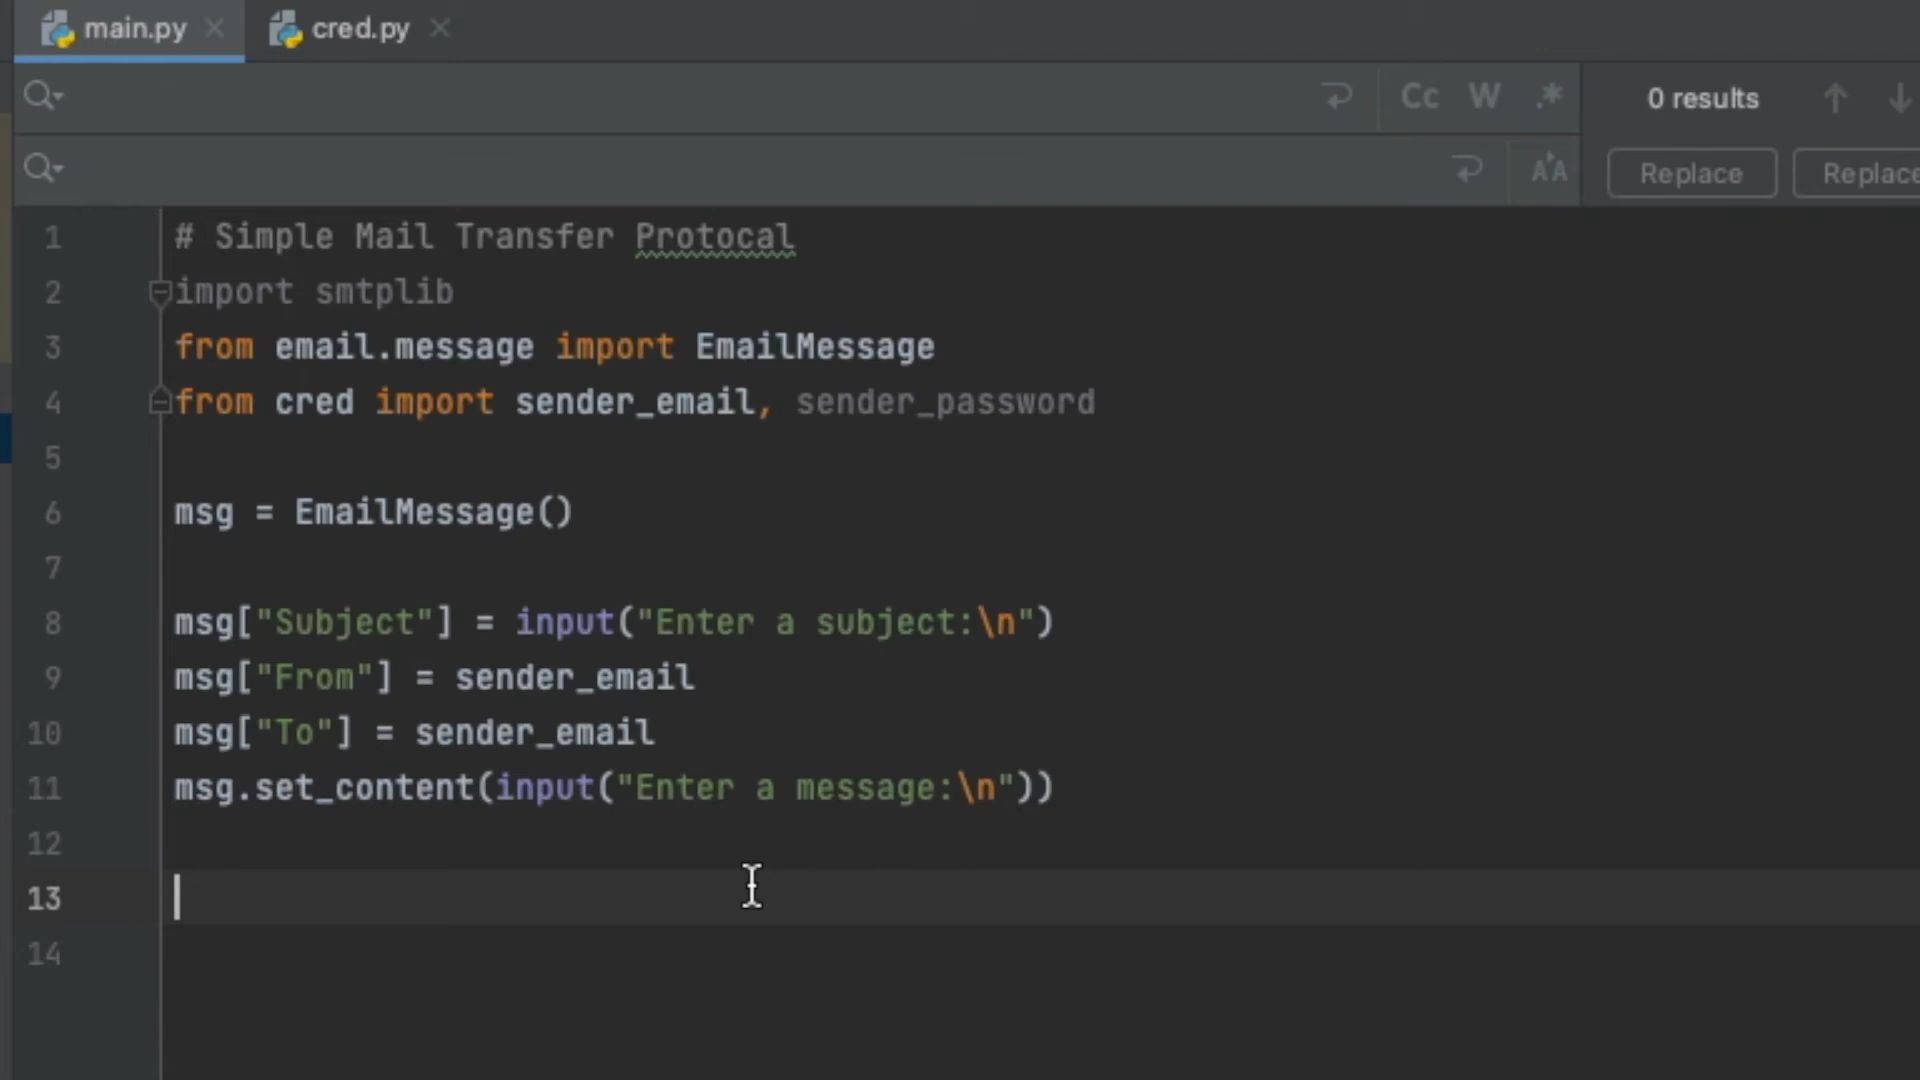 main.py cred.py
Cc W .* 0 results
Replace Replace
1 # Simple Mail Transfer Protocal
2 import smtplib
3 from email.message import EmailMessage
4 from cred import sender_email, sender_password
5
6 msg = EmailMessage()
7
8 msg["Subject"] = input("Enter a subject:\n")
9 msg["From"] = sender_email
10 msg["To"] = sender_email
11 msg.set_content(input("Enter a message:\n"))
12
13
14